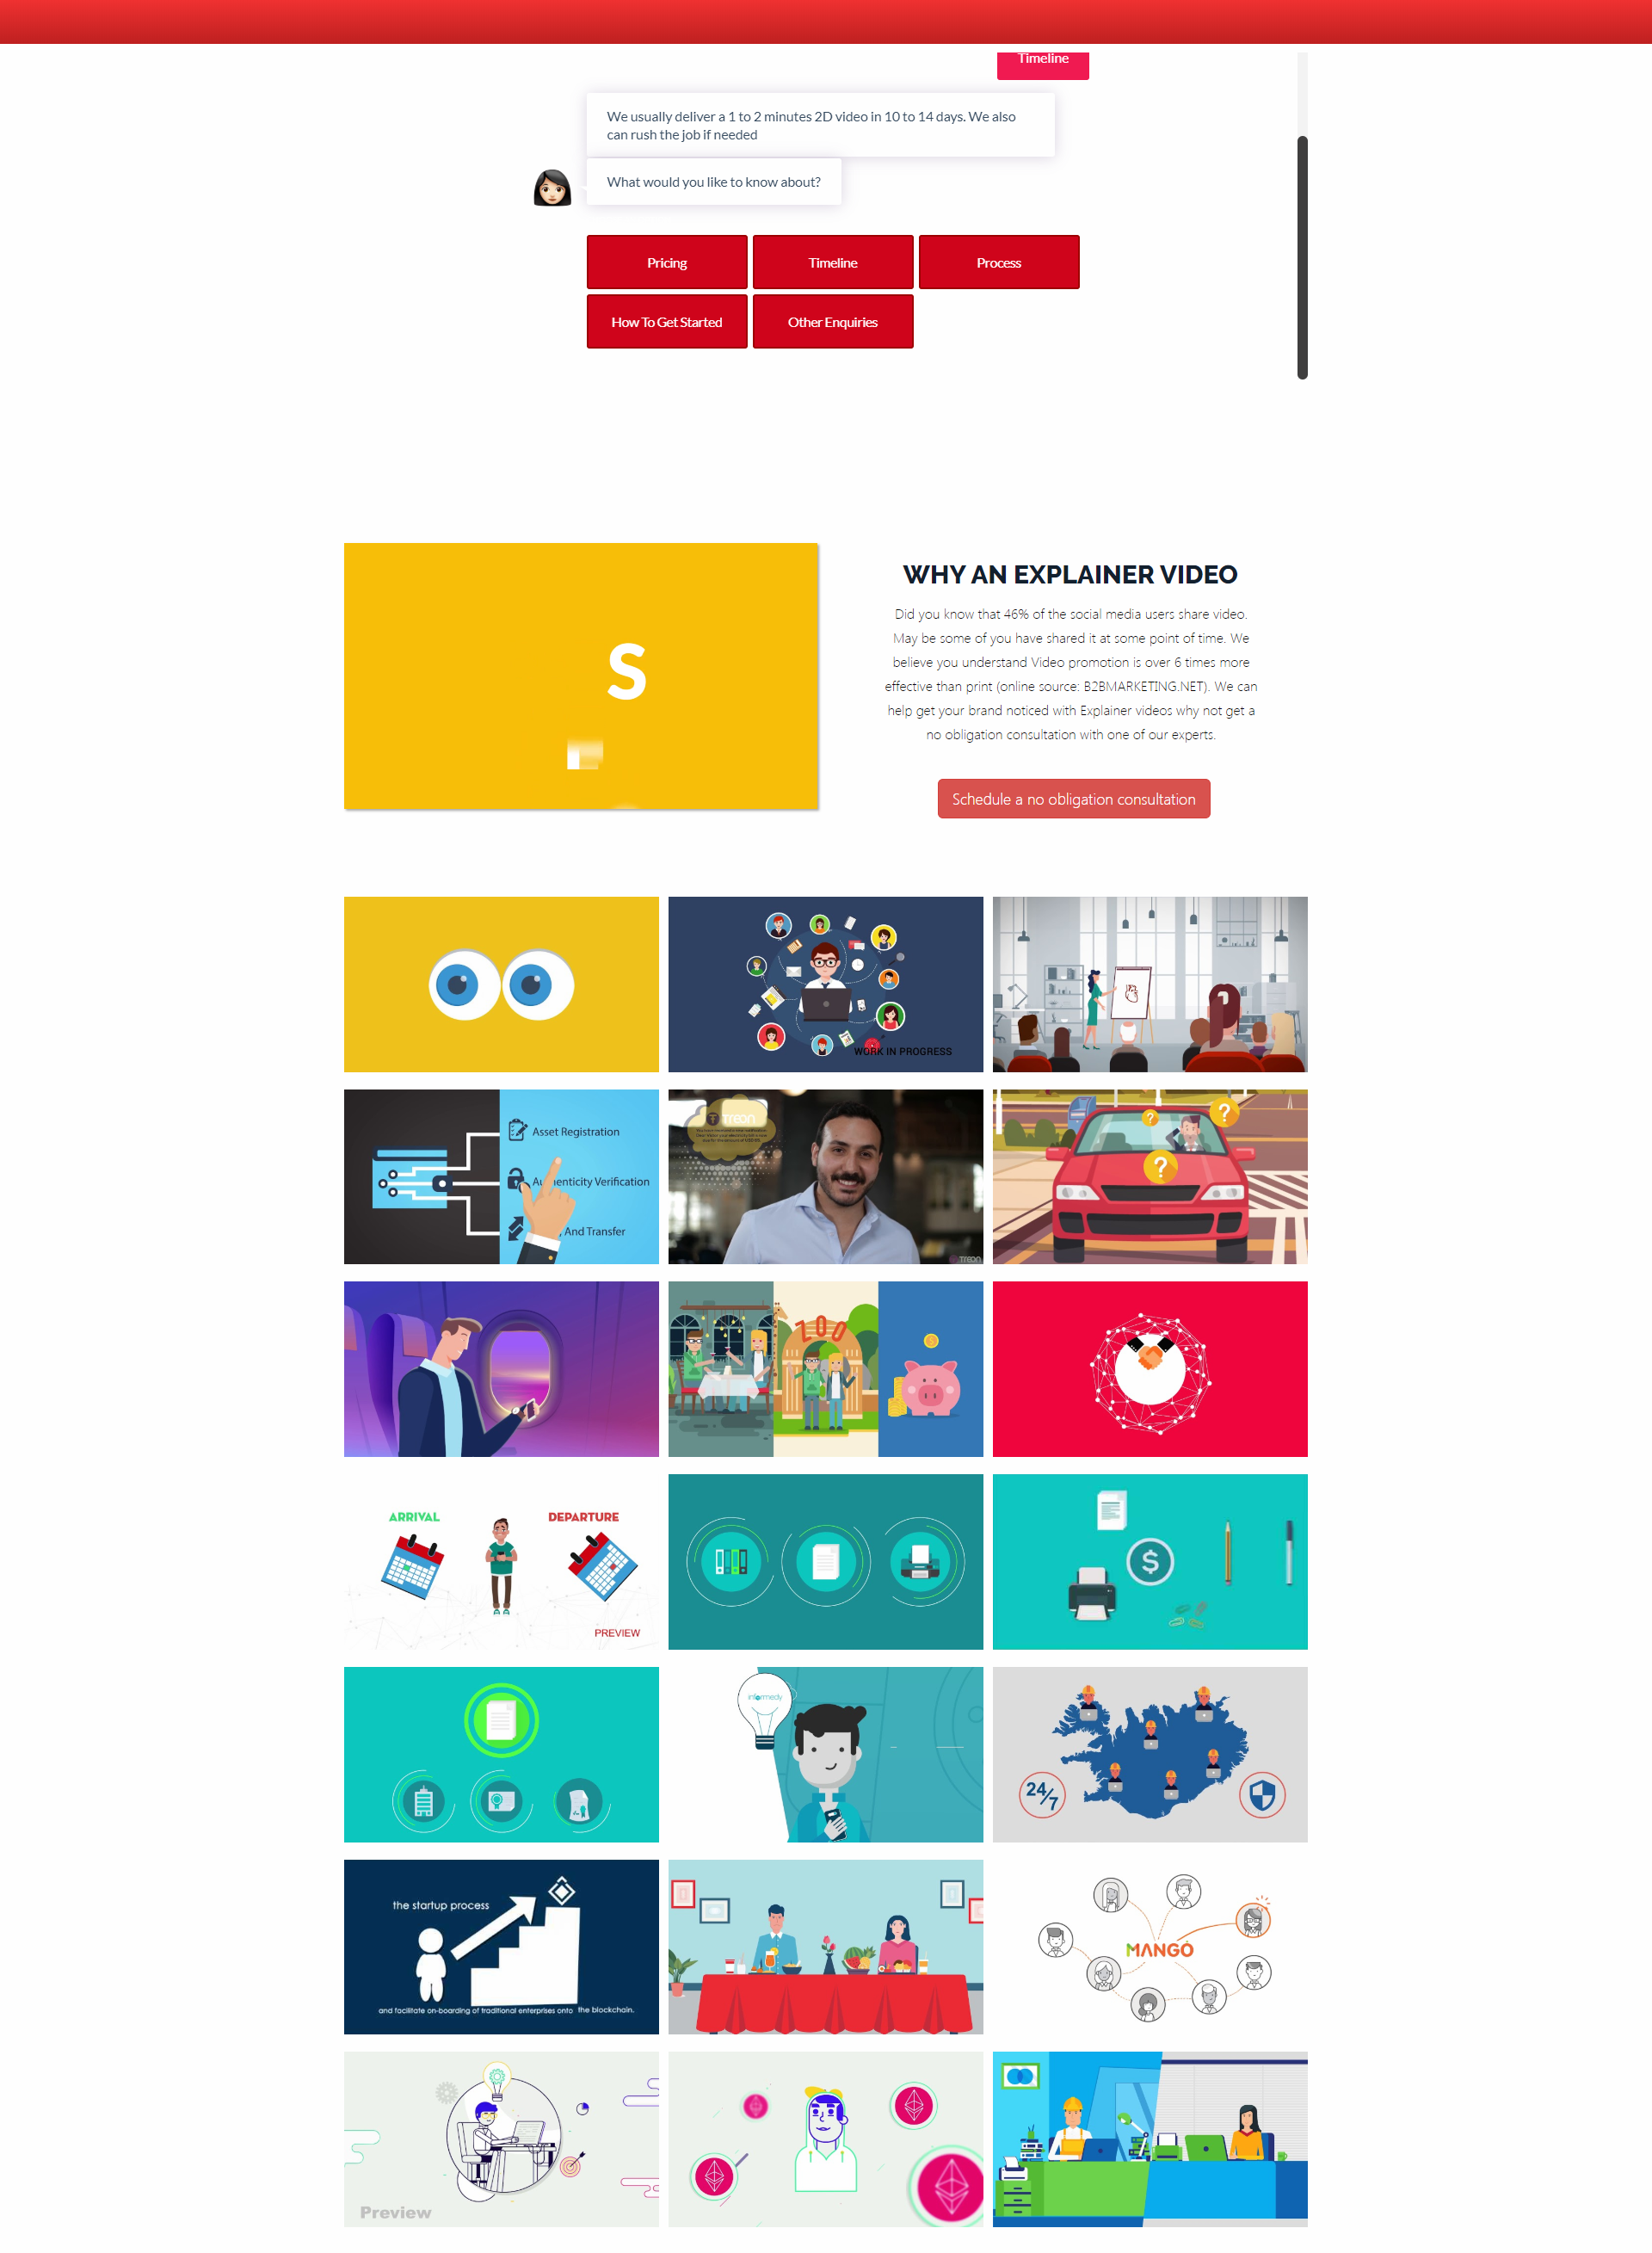 Timeline
We usually deliver a 1 to 2 minutes 2D video in 10 to 14 days. We also
can rush the job if needed
What would you like to know about?
Pricing
Timeline
Process
How To Get Started
Other Enquiries
S
WHY AN EXPLAINER VIDEO
Did you know that 46% of the social media users share video.
May be some of you have shared it at some point of time. We
believe you understand Video promotion is over 6 times more
effective than print (online source: B2BMARKETING.NET). We can
help get your brand noticed with Explainer videos why not get a
no obligation consultation with one of our experts.
Schedule a no obligation consultation
WORK IN PROGRESS
Asset Registration
Authenticity Verification
And Transfer
TREON
TREON
?
?
?
ZOO
ARRIVAL
DEPARTURE
PREVIEW
$
informedy
24/7
the startup process
and facilitate on-boarding of traditional enterprises onto the blockchain.
MANGO
Preview